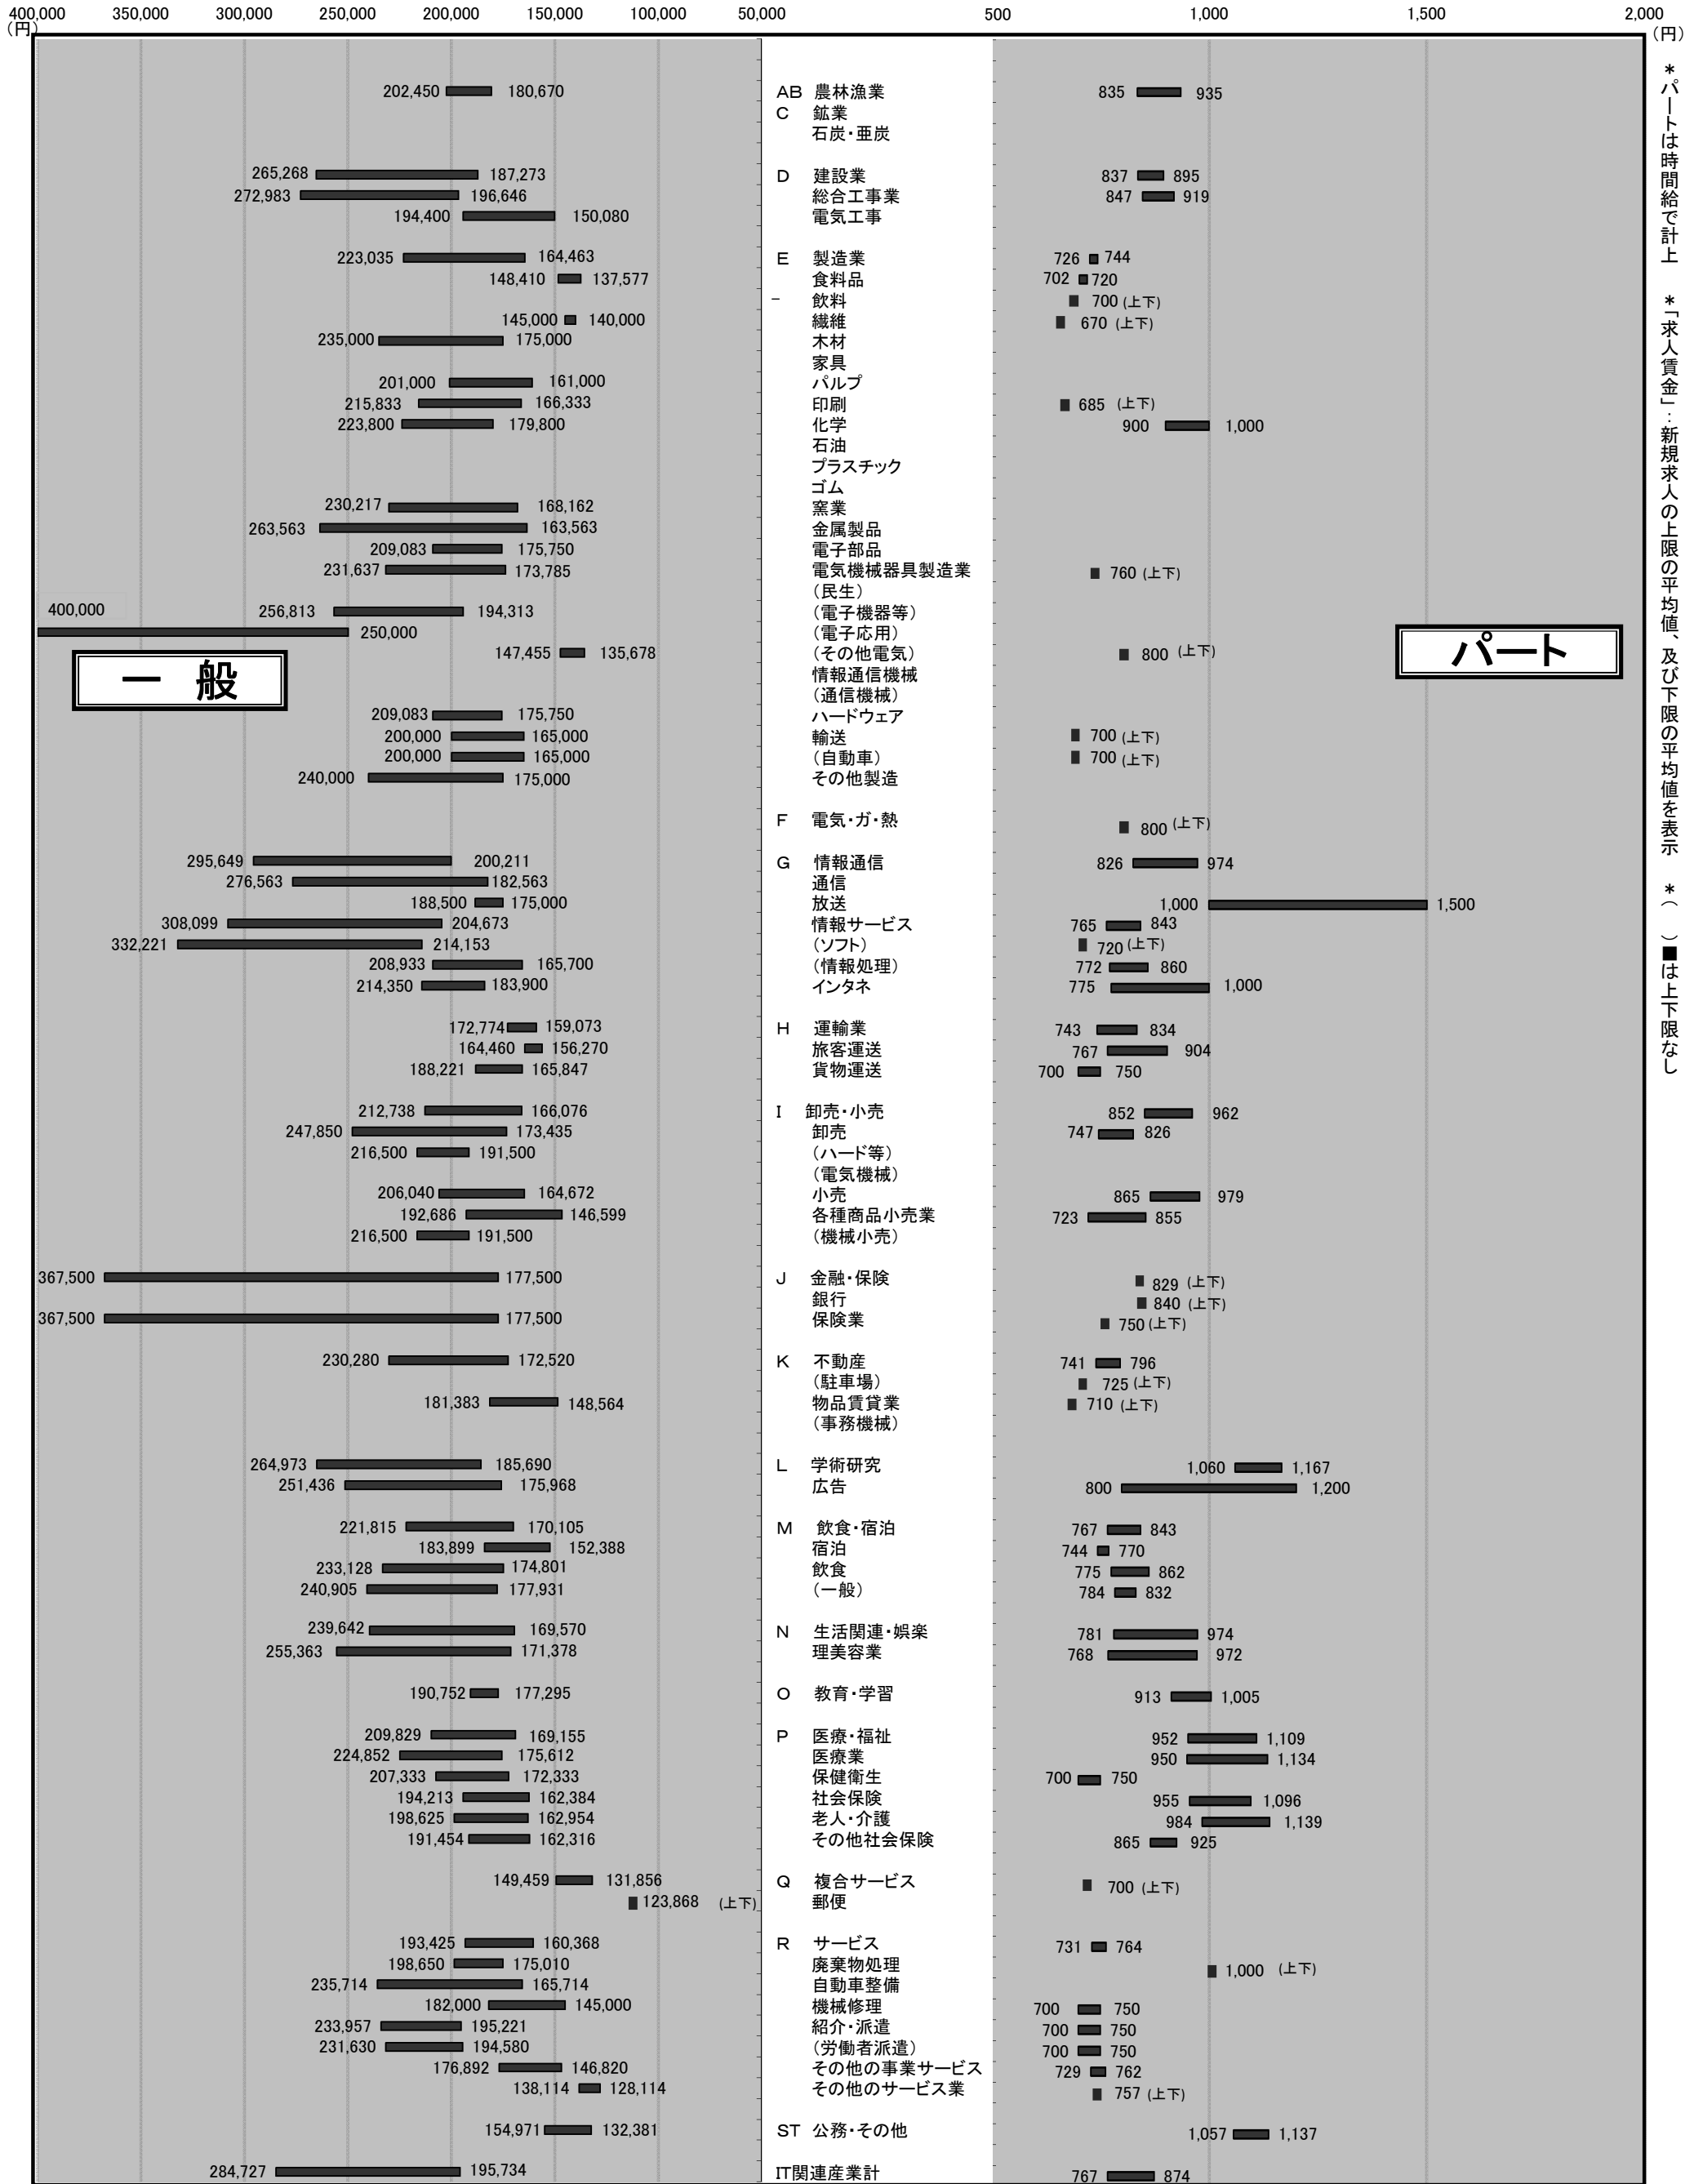 400,000 350,000 300,000 250,000 200,000 150,000 100,000 50,000 500 1,000 1,500 2,000
(円) (円)
202,450 180,670 AB 農林漁業 835 935
C 鉱業
石炭・亜炭
265,268 187,273 D 建設業 837 895
272,983 196,646 総合工事業 847 919
194,400 150,080 電気工事
223,035 164,463 E 製造業 726 744
148,410 137,577 食料品 702 720
- 飲料 700 (上下)
145,000 140,000 繊維 670 (上下)
235,000 175,000 木材
家具
201,000 161,000 パルプ
215,833 166,333 印刷 685 (上下)
223,800 179,800 化学 900 1,000
石油
プラスチック
ゴム
230,217 168,162 窯業
263,563 163,563 金属製品
209,083 175,750 電子部品
231,637 173,785 電気機械器具製造業 760 (上下)
(民生)
256,813 194,313 (電子機器等)
400,000 250,000 (電子応用)
147,455 135,678 (その他電気) 800 (上下)
一 般
パート
情報通信機械
(通信機械)
209,083 175,750 ハードウェア
200,000 165,000 輸送 700 (上下)
200,000 165,000 (自動車) 700 (上下)
240,000 175,000 その他製造
F 電気・ガ・熱 800 (上下)
295,649 200,211 G 情報通信 826 974
276,563 182,563 通信
188,500 175,000 放送 1,000 1,500
308,099 204,673 情報サービス 765 843
332,221 214,153 (ソフト) 720 (上下)
208,933 165,700 (情報処理) 772 860
214,350 183,900 インタネ 775 1,000
172,774 159,073 H 運輸業 743 834
164,460 156,270 旅客運送 767 904
188,221 165,847 貨物運送 700 750
212,738 166,076 I 卸売・小売 852 962
247,850 173,435 卸売 747 826
216,500 191,500 (ハード等)
(電気機械)
206,040 164,672 小売 865 979
192,686 146,599 各種商品小売業 723 855
216,500 191,500 (機械小売)
367,500 177,500 J 金融・保険 829 (上下)
銀行 840 (上下)
367,500 177,500 保険業 750 (上下)
230,280 172,520 K 不動産 741 796
(駐車場) 725 (上下)
181,383 148,564 物品賃貸業 710 (上下)
(事務機械)
264,973 185,690 L 学術研究 1,060 1,167
251,436 175,968 広告 800 1,200
221,815 170,105 M 飲食・宿泊 767 843
183,899 152,388 宿泊 744 770
233,128 174,801 飲食 775 862
240,905 177,931 (一般) 784 832
239,642 169,570 N 生活関連・娯楽 781 974
255,363 171,378 理美容業 768 972
190,752 177,295 O 教育・学習 913 1,005
209,829 169,155 P 医療・福祉 952 1,109
224,852 175,612 医療業 950 1,134
207,333 172,333 保健衛生 700 750
194,213 162,384 社会保険 955 1,096
198,625 162,954 老人・介護 984 1,139
191,454 162,316 その他社会保険 865 925
149,459 131,856 Q 複合サービス 700 (上下)
123,868 (上下) 郵便
193,425 160,368 R サービス 731 764
198,650 175,010 廃棄物処理 1,000 (上下)
235,714 165,714 自動車整備
182,000 145,000 機械修理 700 750
233,957 195,221 紹介・派遣 700 750
231,630 194,580 (労働者派遣) 700 750
176,892 146,820 その他の事業サービス 729 762
138,114 128,114 その他のサービス業 757 (上下)
154,971 132,381 ST 公務・その他 1,057 1,137
284,727 195,734 IT関連産業計 767 874
*パートは時間給で計上 *「求人賃金」:新規求人の上限の平均値、及び下限の平均値を表示 *( )■は上下限なし